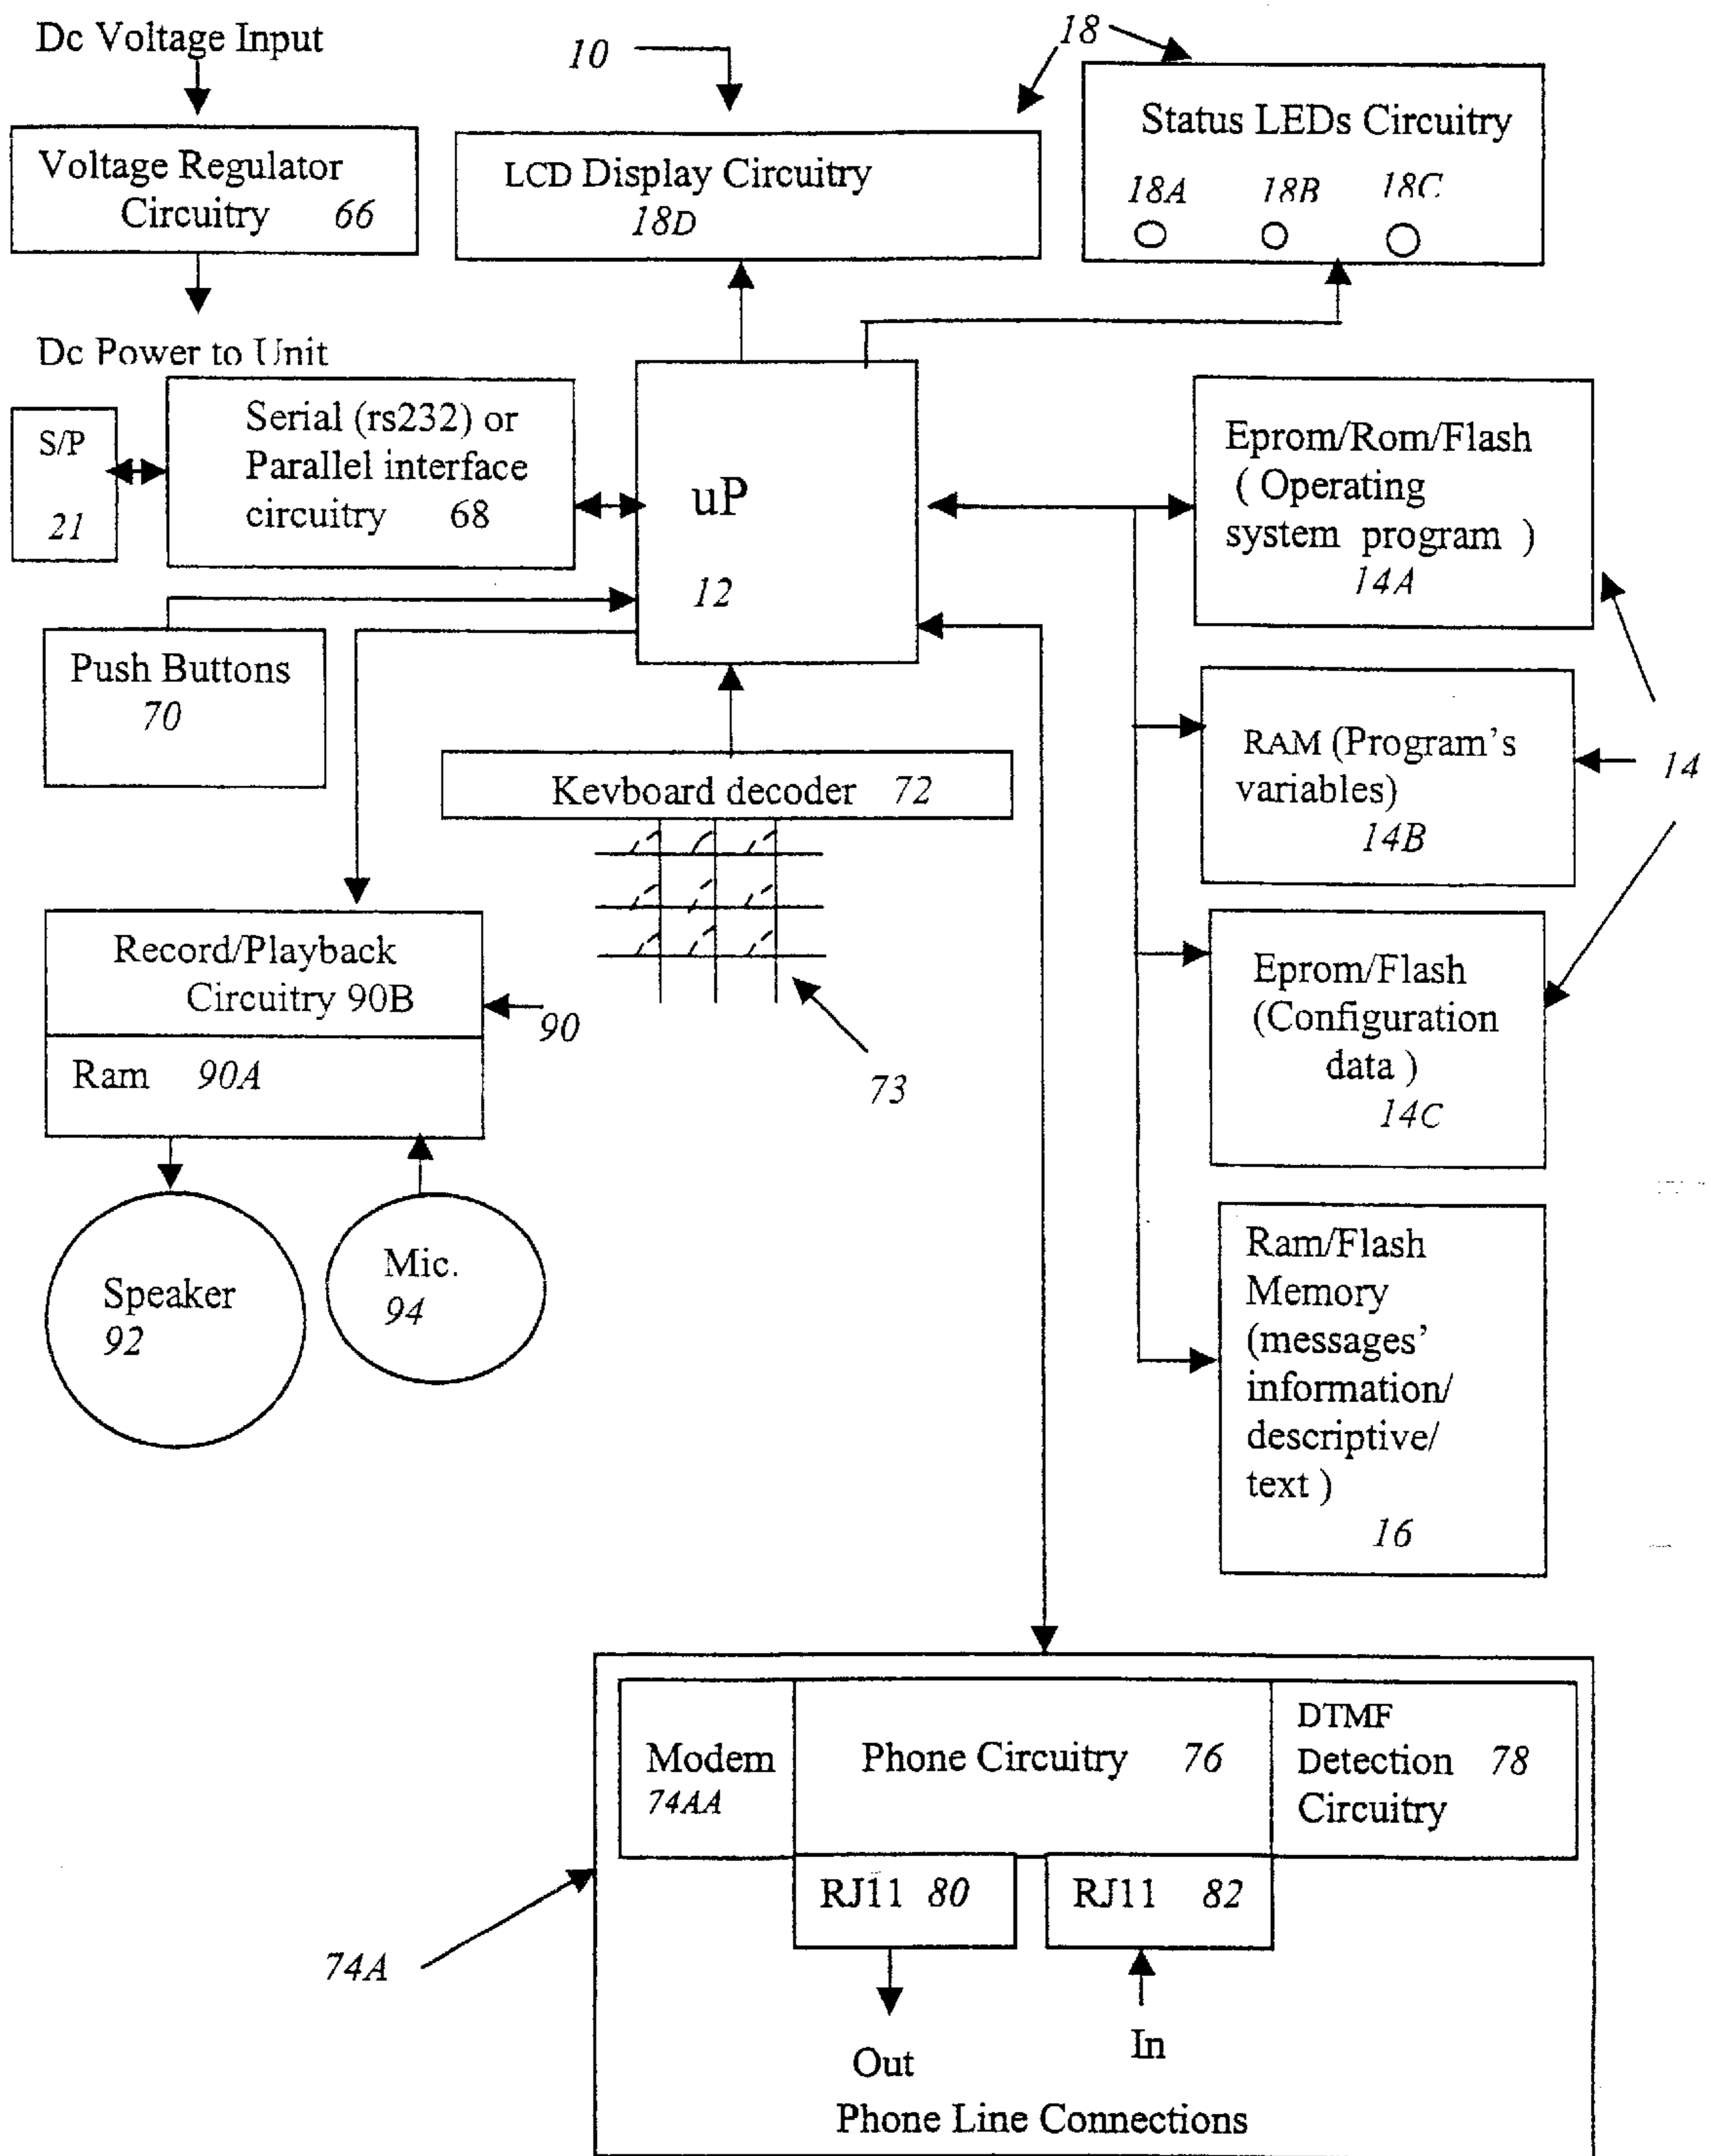 Dc Voltage Input
10
18
Voltage Regulator
Circuitry 66
LCD Display Circuitry
18D
Status LEDs Circuitry
18A 18B 18C
Dc Power to Unit
S/P
21
Serial (rs232) or
Parallel interface
circuitry 68
uP
12
Eprom/Rom/Flash
( Operating
system program )
14A
Push Buttons
70
RAM (Program's
variables)
14B
14
Kevboard decoder 72
73
Record/Playback
Circuitry 90B
90
Ram 90A
Eprom/Flash
(Configuration
data )
14C
Speaker
92
Mic.
94
Ram/Flash
Memory
(messages'
information/
descriptive/
text )
16
Modem
74AA
Phone Circuitry 76
DTMF
Detection 78
Circuitry
RJ11 80
RJ11 82
74A
Out
In
Phone Line Connections